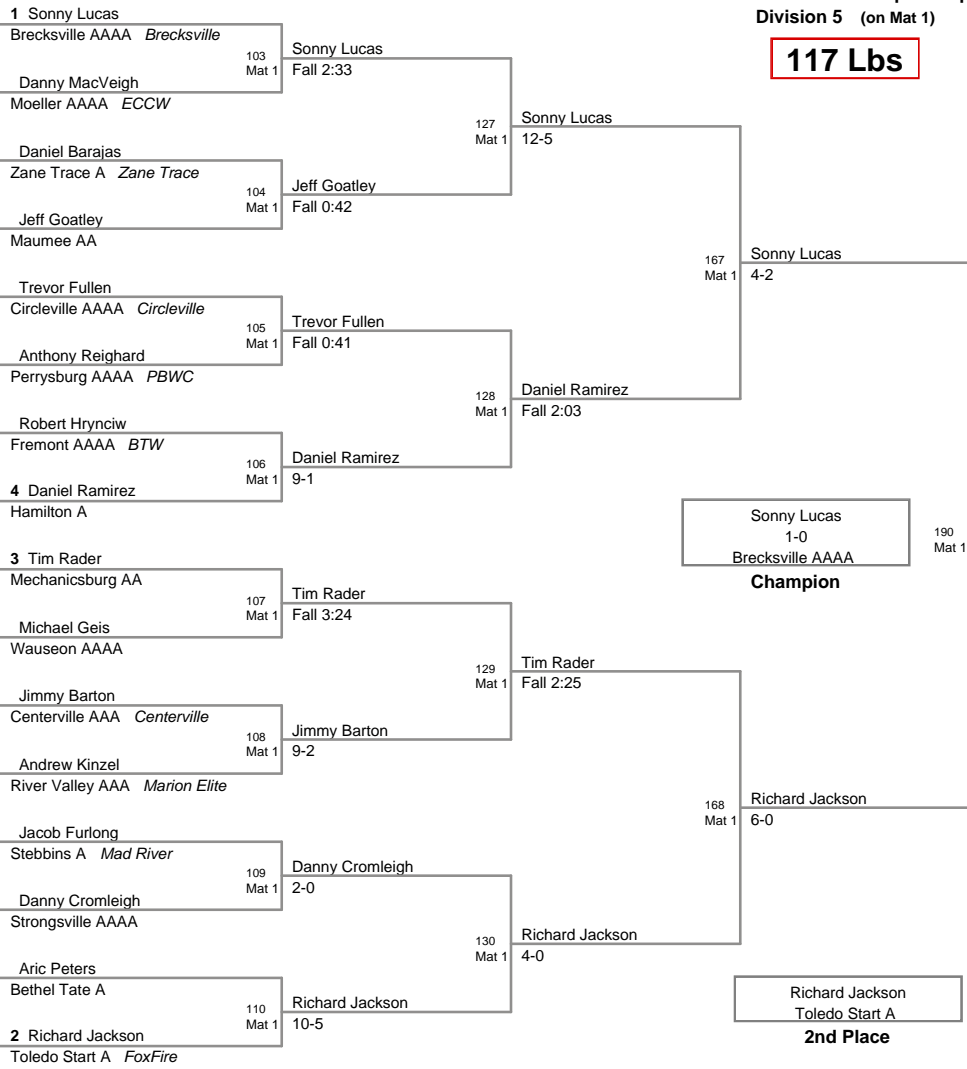 Division 5 (on Mat 1)
117 Lbs
1 Sonny Lucas
Brecksville AAAA Brecksville
103
Mat 1
Sonny Lucas
Fall 2:33
Danny MacVeigh
Moeller AAAA ECCW
127
Mat 1
Sonny Lucas
12-5
Daniel Barajas
Zane Trace A Zane Trace
104
Mat 1
Jeff Goatley
Fall 0:42
Jeff Goatley
Maumee AA
167
Mat 1
Sonny Lucas
4-2
Trevor Fullen
Circleville AAAA Circleville
105
Mat 1
Trevor Fullen
Fall 0:41
Anthony Reighard
Perrysburg AAAA PBWC
128
Mat 1
Daniel Ramirez
Fall 2:03
Robert Hrynciw
Fremont AAAA BTW
106
Mat 1
Daniel Ramirez
9-1
4 Daniel Ramirez
Hamilton A
Sonny Lucas
1-0
Brecksville AAAA
Champion
190
Mat 1
3 Tim Rader
Mechanicsburg AA
107
Mat 1
Tim Rader
Fall 3:24
Michael Geis
Wauseon AAAA
129
Mat 1
Tim Rader
Fall 2:25
Jimmy Barton
Centerville AAA Centerville
108
Mat 1
Jimmy Barton
9-2
Andrew Kinzel
River Valley AAA Marion Elite
168
Mat 1
Richard Jackson
6-0
Jacob Furlong
Stebbins A Mad River
109
Mat 1
Danny Cromleigh
2-0
Danny Cromleigh
Strongsville AAAA
130
Mat 1
Richard Jackson
4-0
Aric Peters
Bethel Tate A
110
Mat 1
Richard Jackson
10-5
2 Richard Jackson
Toledo Start A FoxFire
Richard Jackson
Toledo Start A
2nd Place